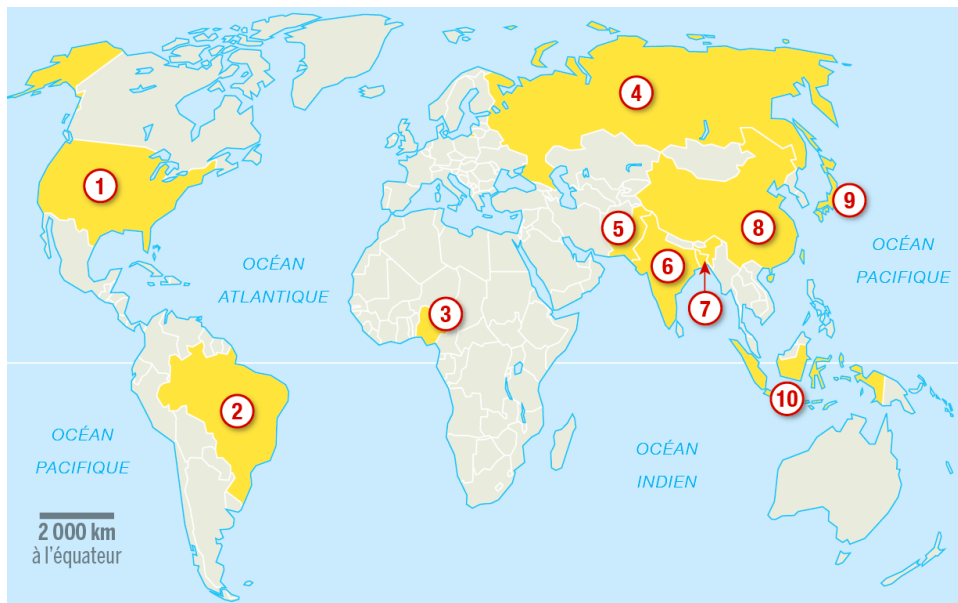 4
1
9
5
8
OCÉAN
PACIFIQUE
6
OCÉAN
ATLANTIQUE
7
3
10
2
OCÉAN
PACIFIQUE
OCÉAN
INDIEN
2 000 km
à l'équateur